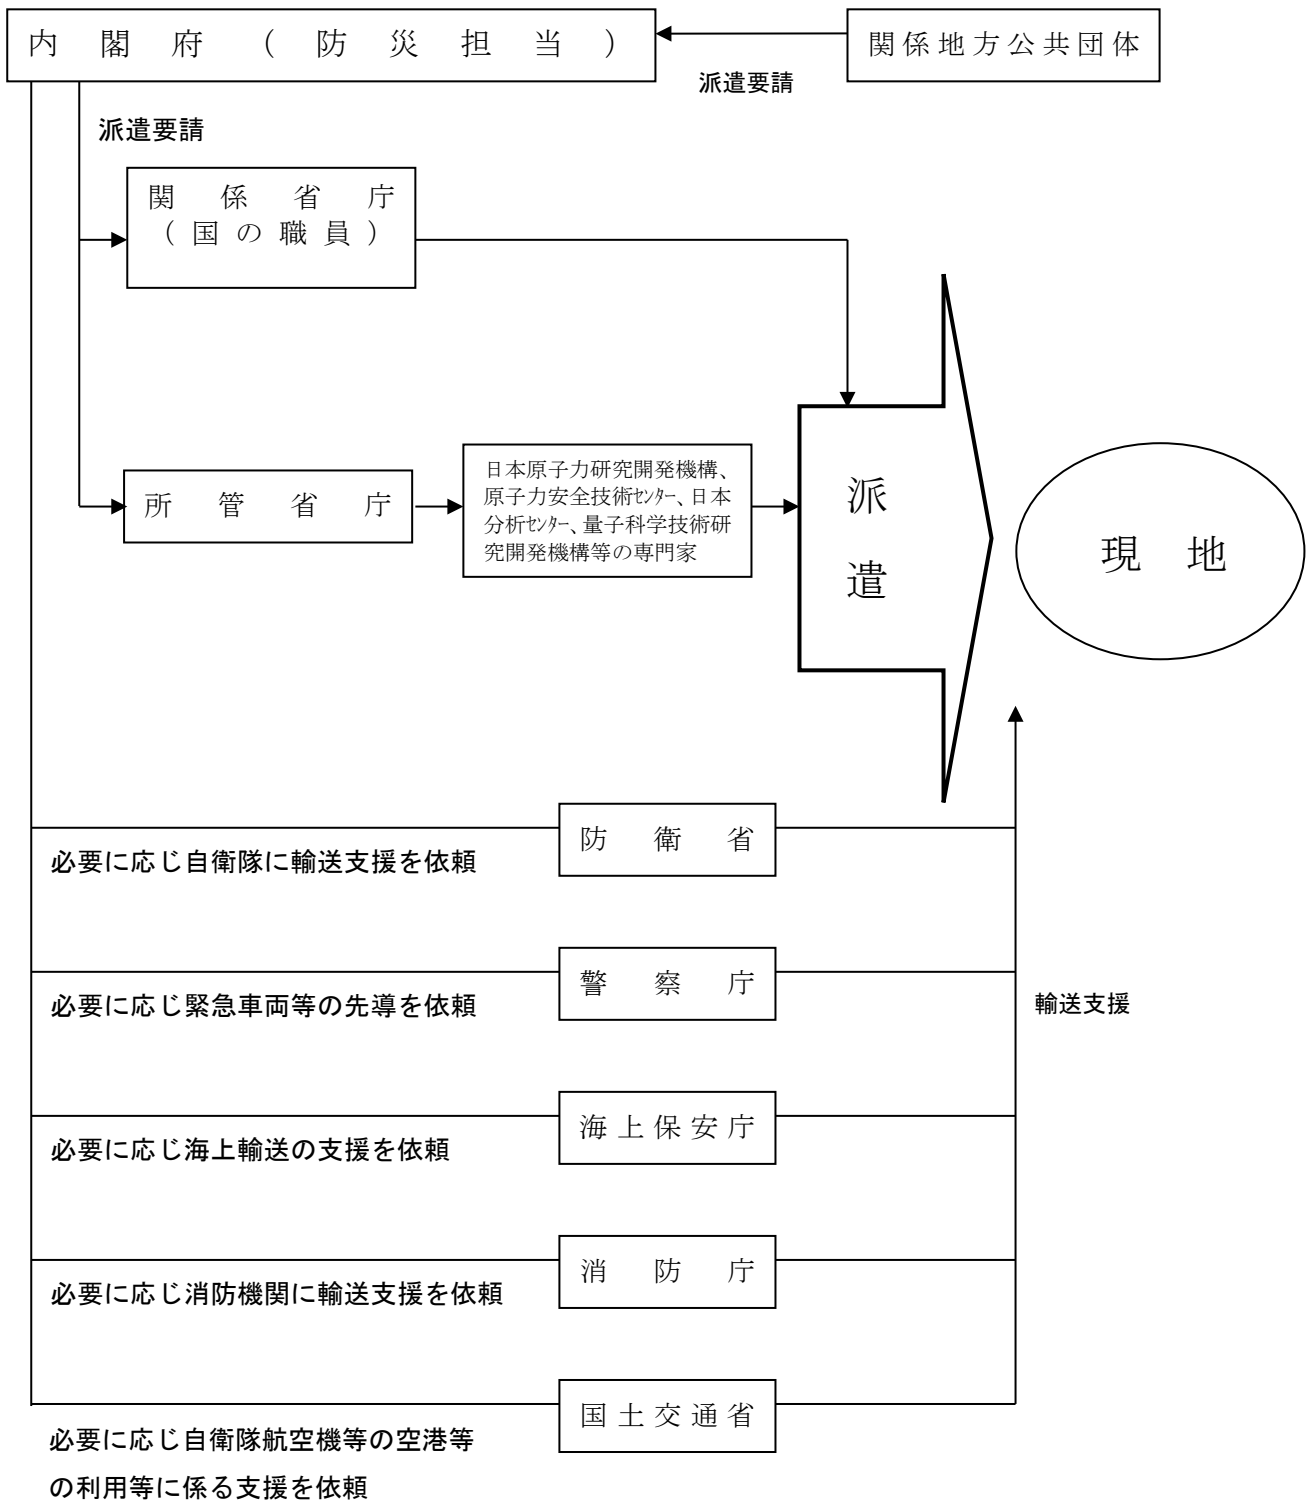 内閣府(防災担当)
関係地方公共団体
派遣要請
派遣要請
関係省庁
(国の職員)
所管省庁
日本原子力研究開発機構、
原子力安全技術ｾﾝﾀｰ、日本
分析ｾﾝﾀｰ、量子科学技術研
究開発機構等の専門家
派
遣
現地
防衛省
必要に応じ自衛隊に輸送支援を依頼
警察庁
必要に応じ緊急車両等の先導を依頼
輸送支援
海上保安庁
必要に応じ海上輸送の支援を依頼
消防庁
必要に応じ消防機関に輸送支援を依頼
国土交通省
必要に応じ自衛隊航空機等の空港等
の利用等に係る支援を依頼